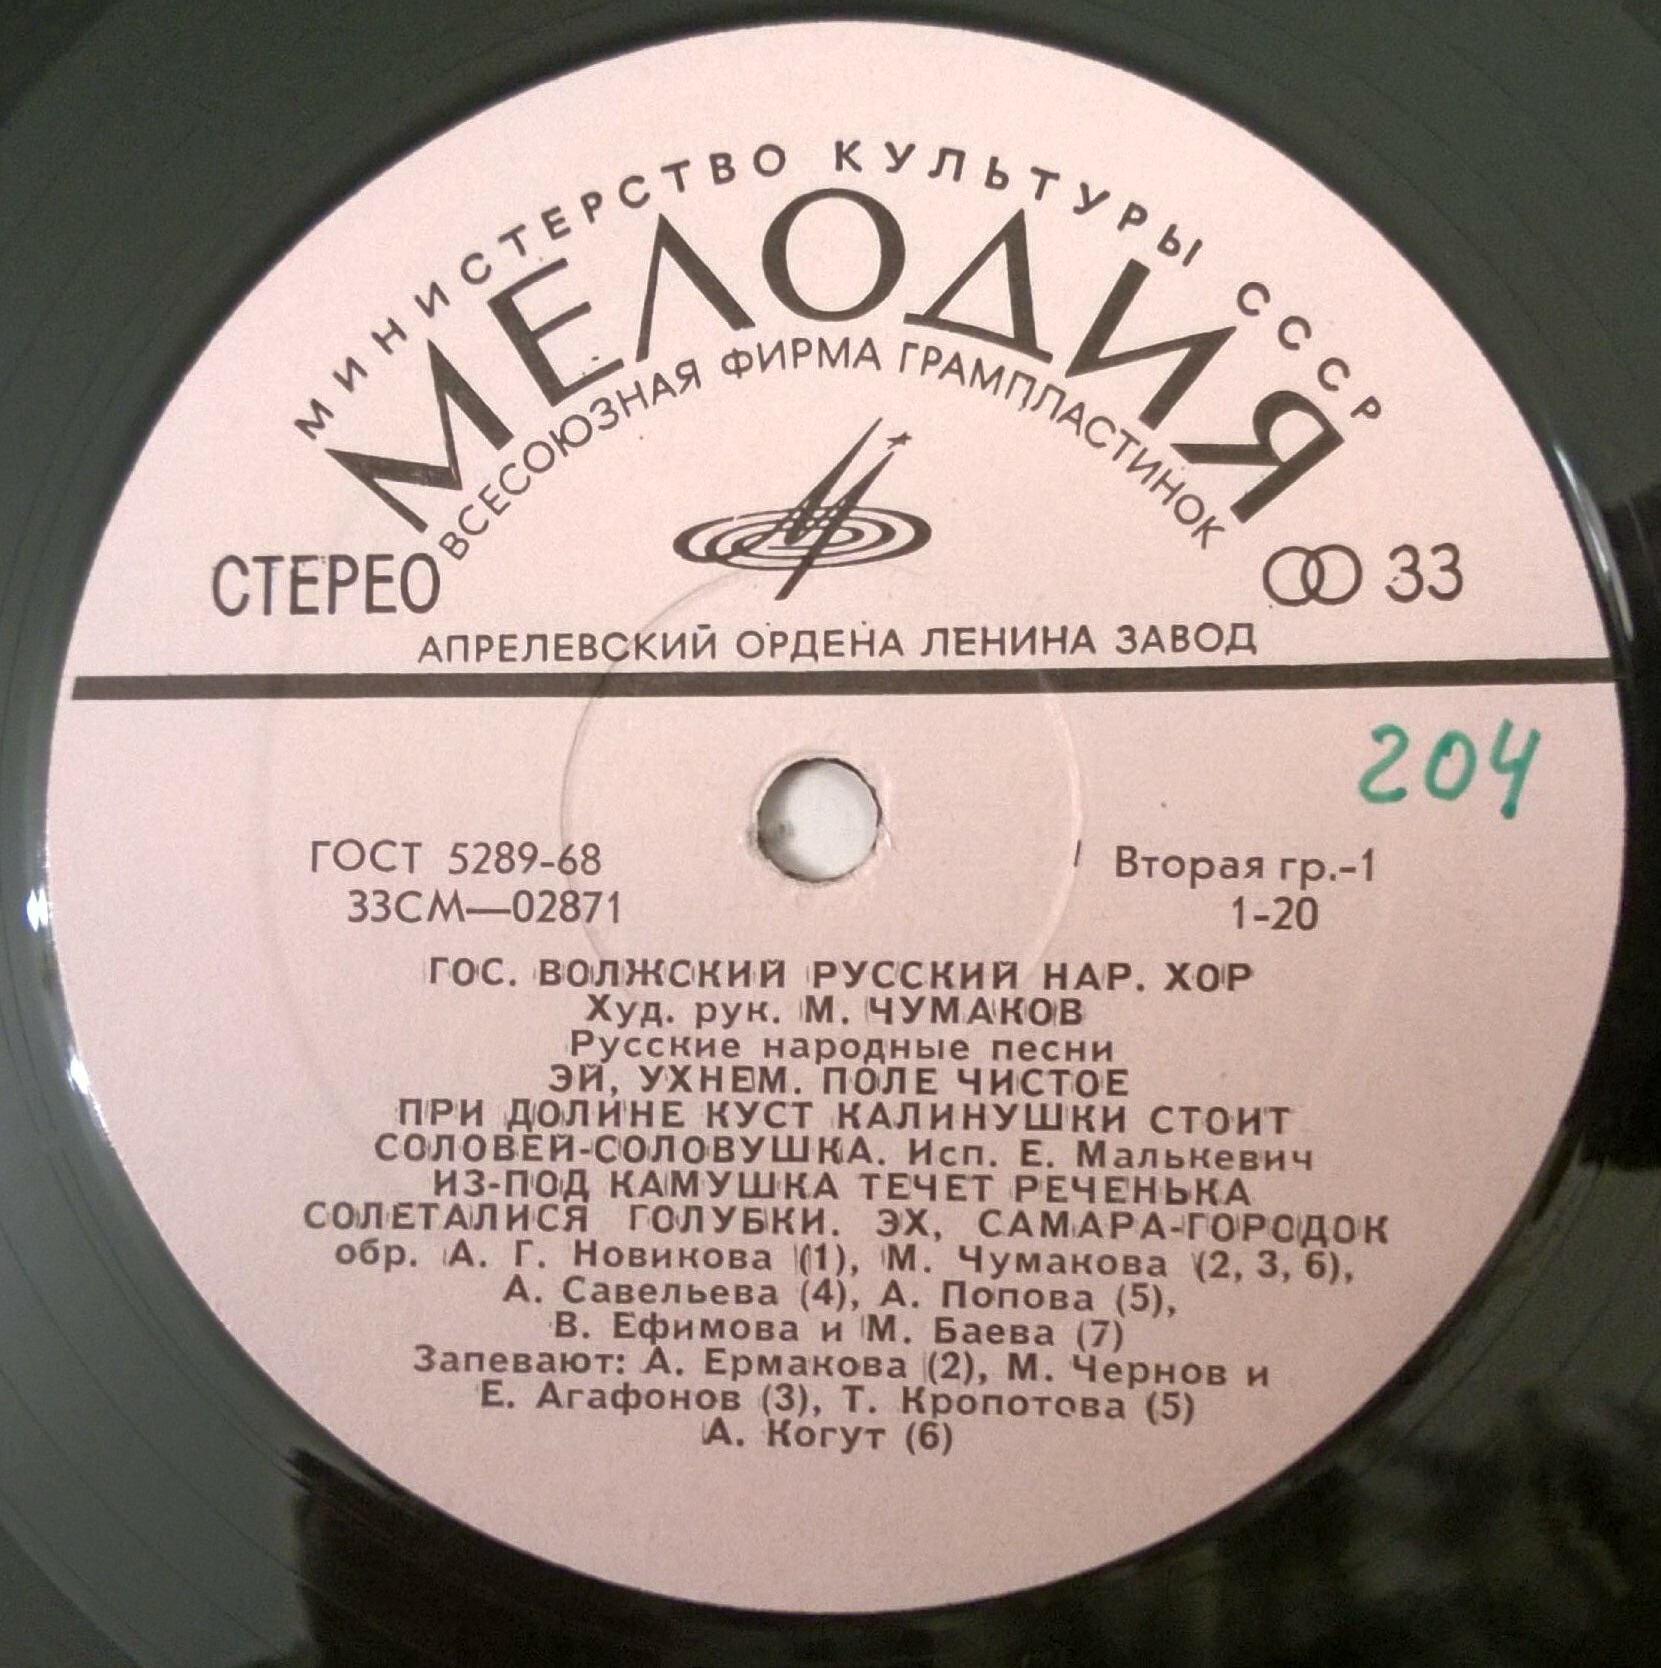 МИНИСТЕРСТВО КУЛЬТУРЫ СССР
МЕЛОДИЯ
ВСЕСОЮЗНАЯ ФИРМА ГРАМПЛАСТИНОК
СТЕРЕО
33
АПРЕЛЕВСКИЙ ОРДЕНА ЛЕНИНА ЗАВОД
204
ГОСТ 5289-68
Вторая гр.-1
33СМ—02871
1-20
ГОС. ВОЛЖСКИЙ РУССКИЙ НАР. ХОР
Худ. рук. М. ЧУМАКОВ
Русские народные песни
ЭЙ, УХНЕМ. ПОЛЕ ЧИСТОЕ
ПРИ ДОЛИНЕ КУСТ КАЛИНУШКИ СТОИТ
СОЛОВЕЙ-СОЛОВУШКА. Исп. Е. Малькевич
ИЗ-ПОД КАМУШКА ТЕЧЕТ РЕЧЕНЬКА
СОЛЕТАЛИСЯ ГОЛУБКИ. ЭХ, САМАРА-ГОРОДОК
обр. А. Г. Новикова (1), М. Чумакова (2, 3, 6),
А. Савельева (4), А. Попова (5),
В. Ефимова и М. Баева (7)
Запевают: А. Ермакова (2), М. Чернов и
Е. Агафонов (3), Т. Кропотова (5)
А. Когут (6)